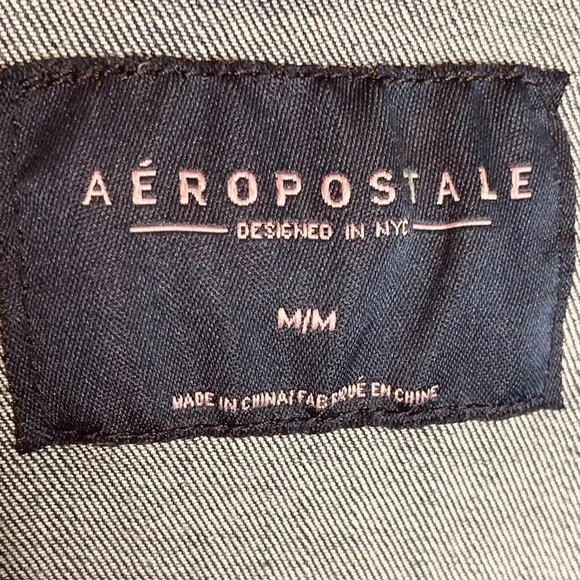 AÉROPOSTALE
DESIGNED IN NYC
M/M
MADE IN CHINA/FABRIQUÉ EN CHINE